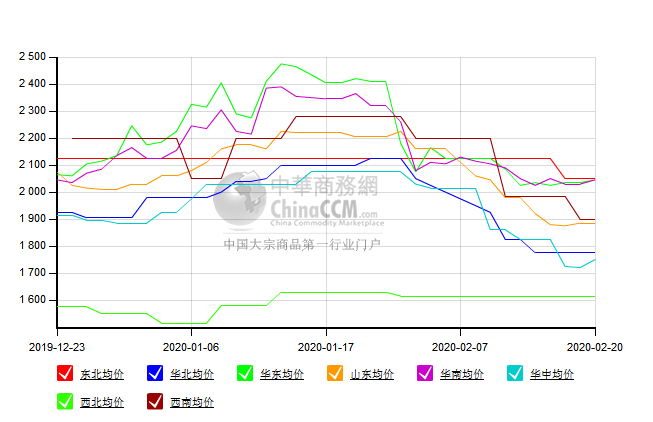 2 500
2 400
2 300
2 200
2 100
2 000
1 900
1 800
1 700
1 600
中華商務網
ChinaCCM.com
China Commodity Marketplace
中国大宗商品第一行业门户
2019-12-23 2020-01-06 2020-01-17 2020-02-07 2020-02-20
东北均价 华北均价 华东均价 山东均价 华南均价 华中均价
西北均价 西南均价